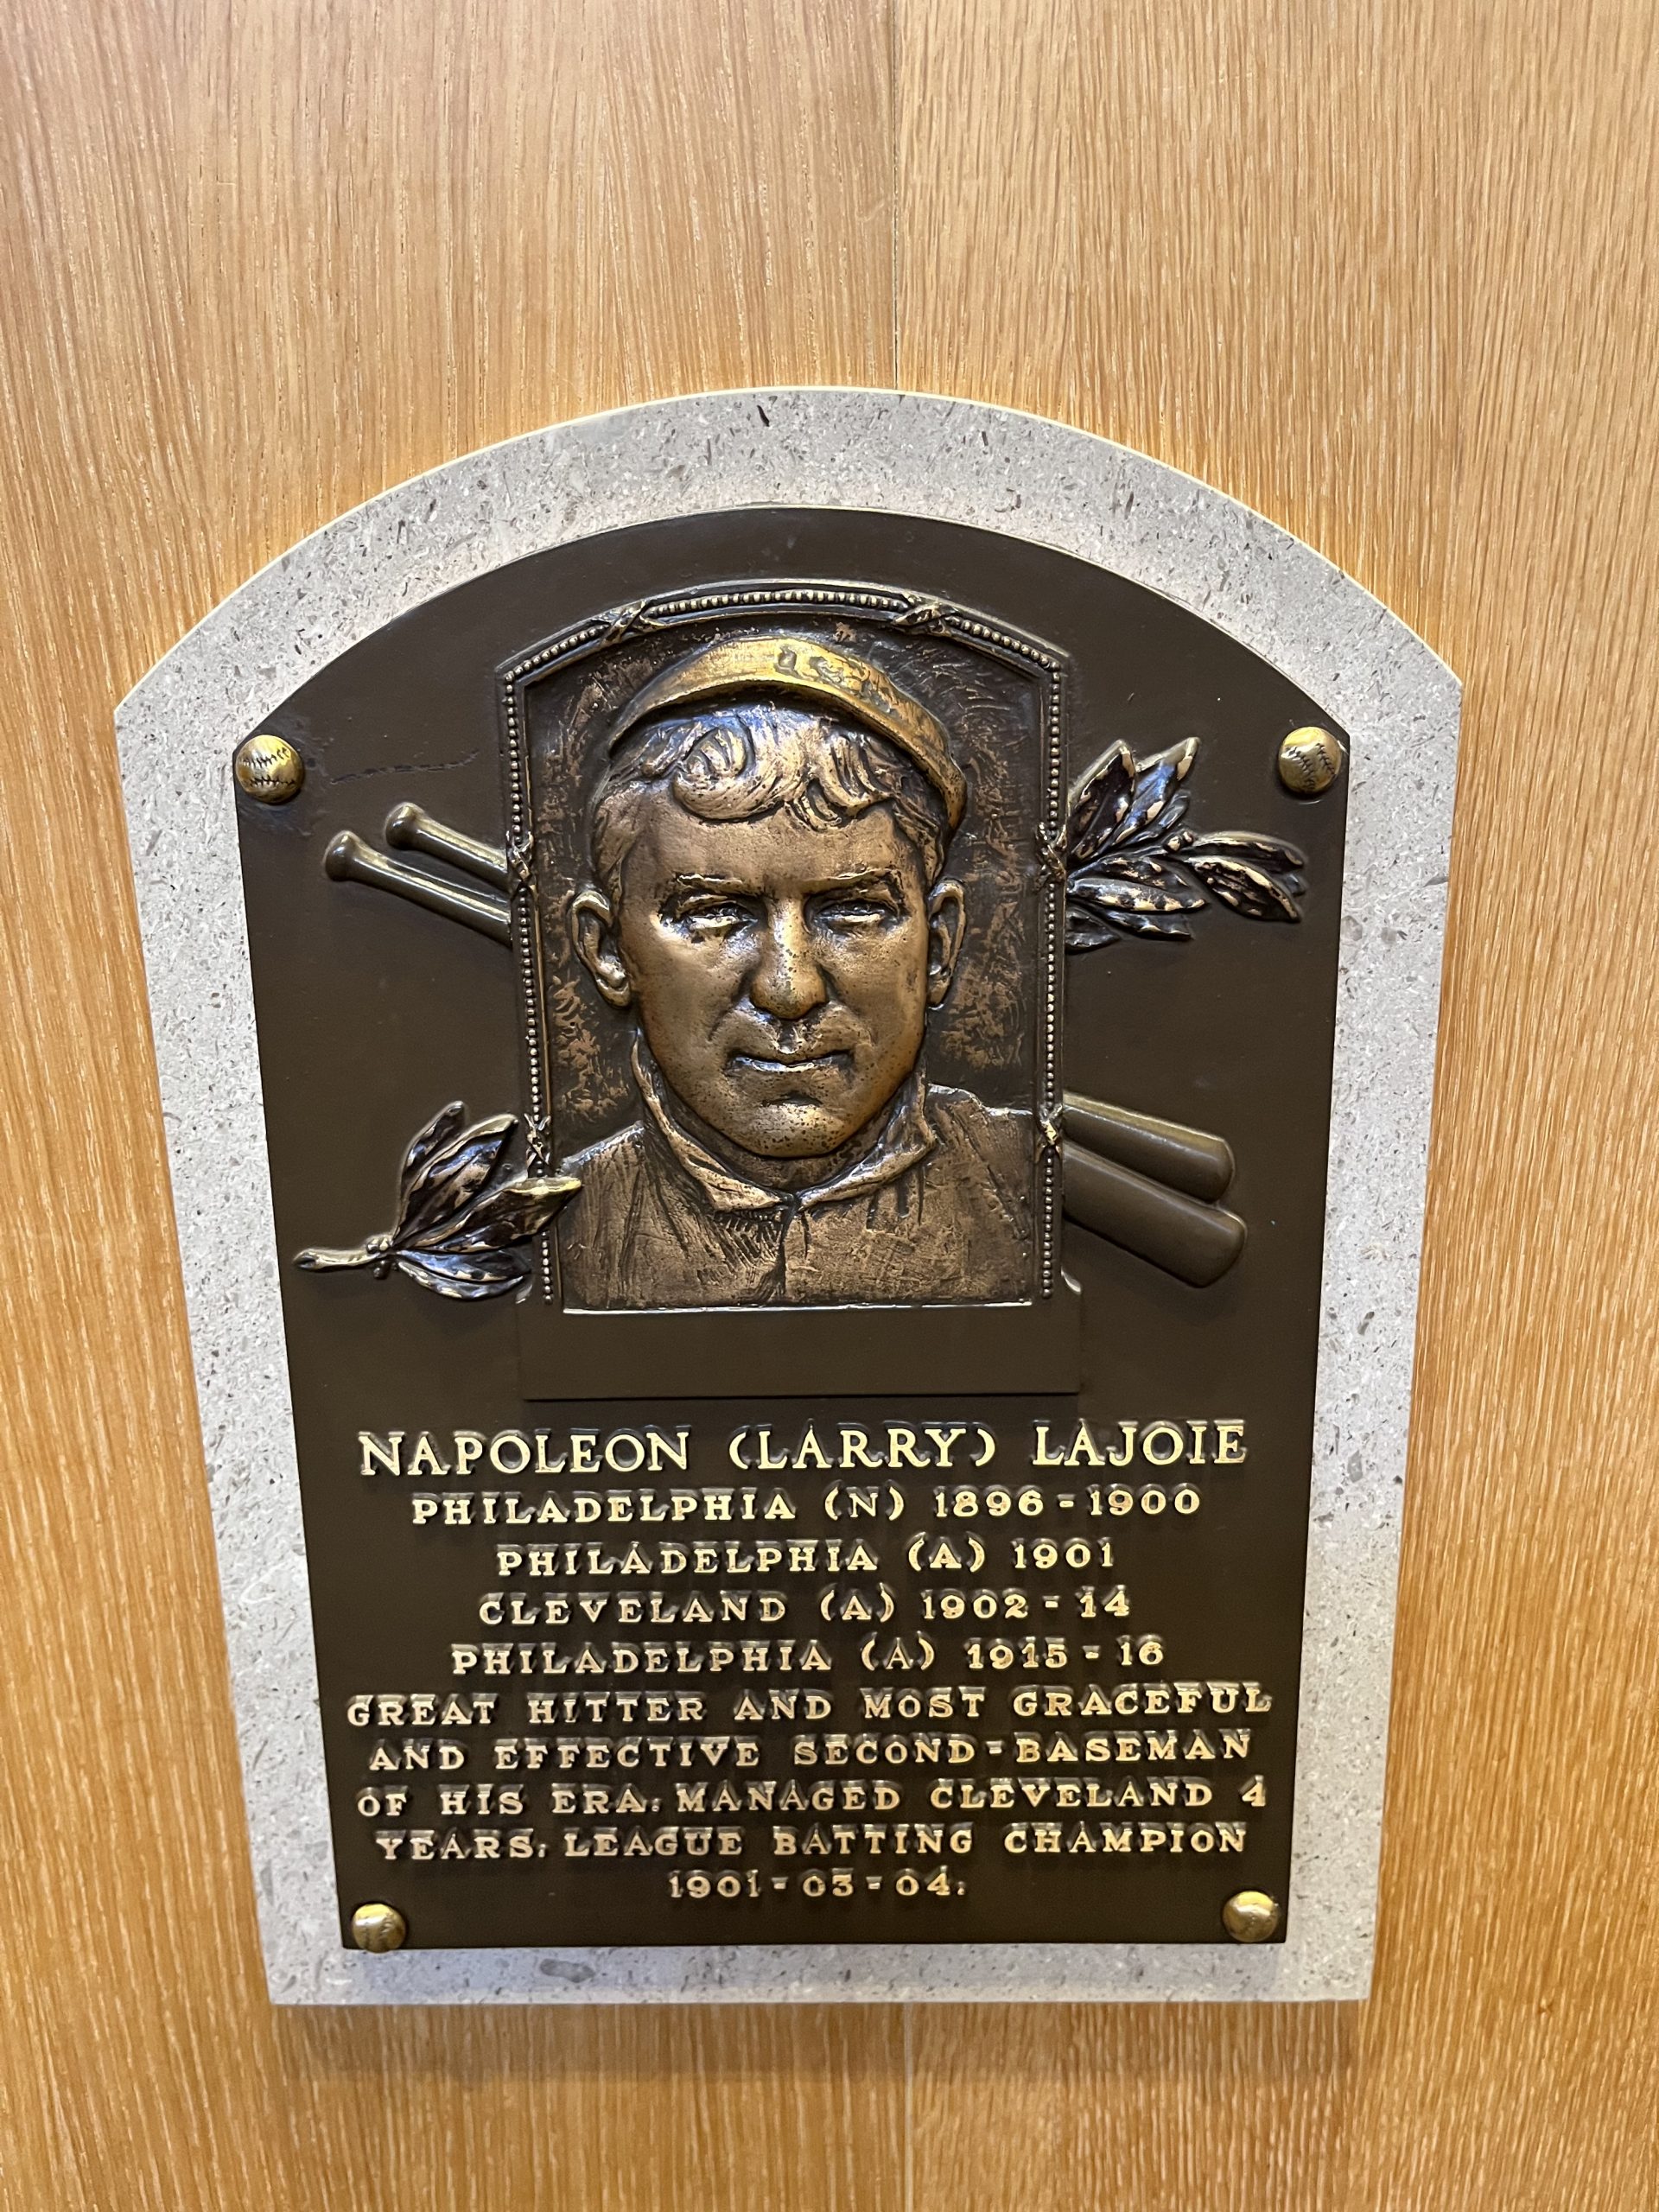 NAPOLEON (LARRY) LAJOIE
PHILADELPHIA (N) 1896-1900
PHILADELPHIA (A) 1901
CLEVELAND (A) 1902-14
PHILADELPHIA (A) 1915-16
GREAT HITTER AND MOST GRACEFUL
AND EFFECTIVE SECOND-BASEMAN
OF HIS ERA. MANAGED CLEVELAND 4
YEARS. LEAGUE BATTING CHAMPION
1901-03-04.